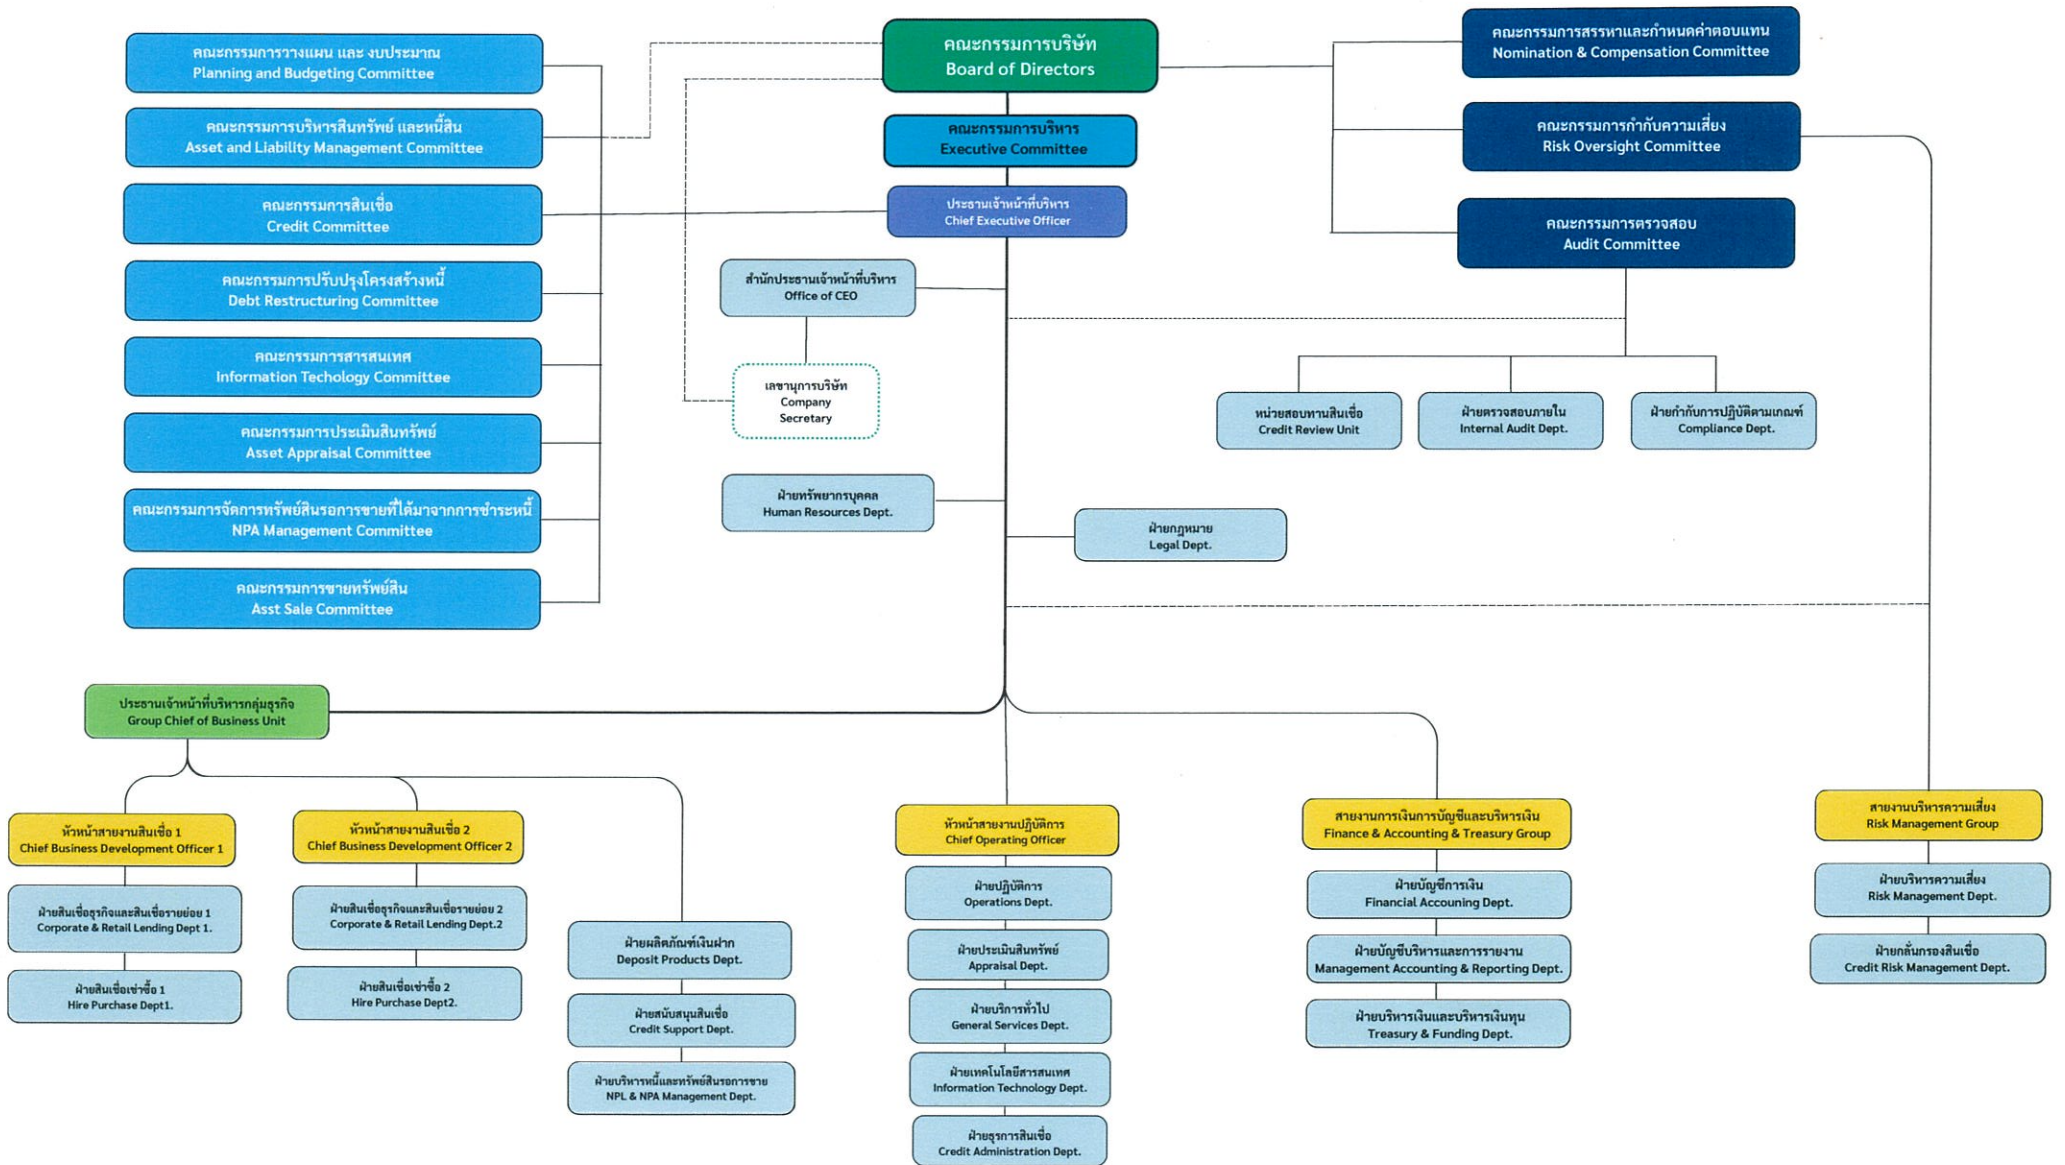 คณะกรรมการวางแผน และ งบประมาณ
Planning and Budgeting Committee
คณะกรรมการบริหารสินทรัพย์ และหนี้สิน
Asset and Liability Management Committee
คณะกรรมการสินเชื่อ
Credit Committee
คณะกรรมการปรับปรุงโครงสร้างหนี้
Debt Restructuring Committee
คณะกรรมการสารสนเทศ
Information Techology Committee
คณะกรรมการประเมินสินทรัพย์
Asset Appraisal Committee
คณะกรรมการจัดการทรัพย์สินรอการขายที่ได้มาจากการชำระหนี้
NPA Management Committee
คณะกรรมการขายทรัพย์สิน
Asst Sale Committee
คณะกรรมการบริษัท
Board of Directors
คณะกรรมการบริหาร
Executive Committee
ประธานเจ้าหน้าที่บริหาร
Chief Executive Officer
สำนักประธานเจ้าหน้าที่บริหาร
Office of CEO
เลขานุการบริษัท
Company
Secretary
ฝ่ายทรัพยากรบุคคล
Human Resources Dept.
ฝ่ายกฎหมาย
Legal Dept.
คณะกรรมการสรรหาและกำหนดค่าตอบแทน
Nomination & Compensation Committee
คณะกรรมการกำกับความเสี่ยง
Risk Oversight Committee
คณะกรรมการตรวจสอบ
Audit Committee
หน่วยสอบทานสินเชื่อ
Credit Review Unit
ฝ่ายตรวจสอบภายใน
Internal Audit Dept.
ฝ่ายกำกับการปฏิบัติตามเกณฑ์
Compliance Dept.
ประธานเจ้าหน้าที่บริหารกลุ่มธุรกิจ
Group Chief of Business Unit
หัวหน้าสายงานสินเชื่อ 1
Chief Business Development Officer 1
ฝ่ายสินเชื่อธุรกิจและสินเชื่อรายย่อย 1
Corporate & Retail Lending Dept 1.
ฝ่ายสินเชื่อเช่าซื้อ 1
Hire Purchase Dept1.
หัวหน้าสายงานสินเชื่อ 2
Chief Business Development Officer 2
ฝ่ายสินเชื่อธุรกิจและสินเชื่อรายย่อย 2
Corporate & Retail Lending Dept.2
ฝ่ายสินเชื่อเช่าซื้อ 2
Hire Purchase Dept2.
ฝ่ายผลิตภัณฑ์เงินฝาก
Deposit Products Dept.
ฝ่ายสนับสนุนสินเชื่อ
Credit Support Dept.
ฝ่ายบริหารหนี้และทรัพย์สินรอการขาย
NPL & NPA Management Dept.
หัวหน้าสายงานปฏิบัติการ
Chief Operating Officer
ฝ่ายปฏิบัติการ
Operations Dept.
ฝ่ายประเมินสินทรัพย์
Appraisal Dept.
ฝ่ายบริการทั่วไป
General Services Dept.
ฝ่ายเทคโนโลยีสารสนเทศ
Information Technology Dept.
ฝ่ายธุรการสินเชื่อ
Credit Administration Dept.
สายงานการเงินการบัญชีและบริหารเงิน
Finance & Accounting & Treasury Group
ฝ่ายบัญชีการเงิน
Financial Accouning Dept.
ฝ่ายบัญชีบริหารและการรายงาน
Management Accounting & Reporting Dept.
ฝ่ายบริหารเงินและบริหารเงินทุน
Treasury & Funding Dept.
สายงานบริหารความเสี่ยง
Risk Management Group
ฝ่ายบริหารความเสี่ยง
Risk Management Dept.
ฝ่ายกลั่นกรองสินเชื่อ
Credit Risk Management Dept.